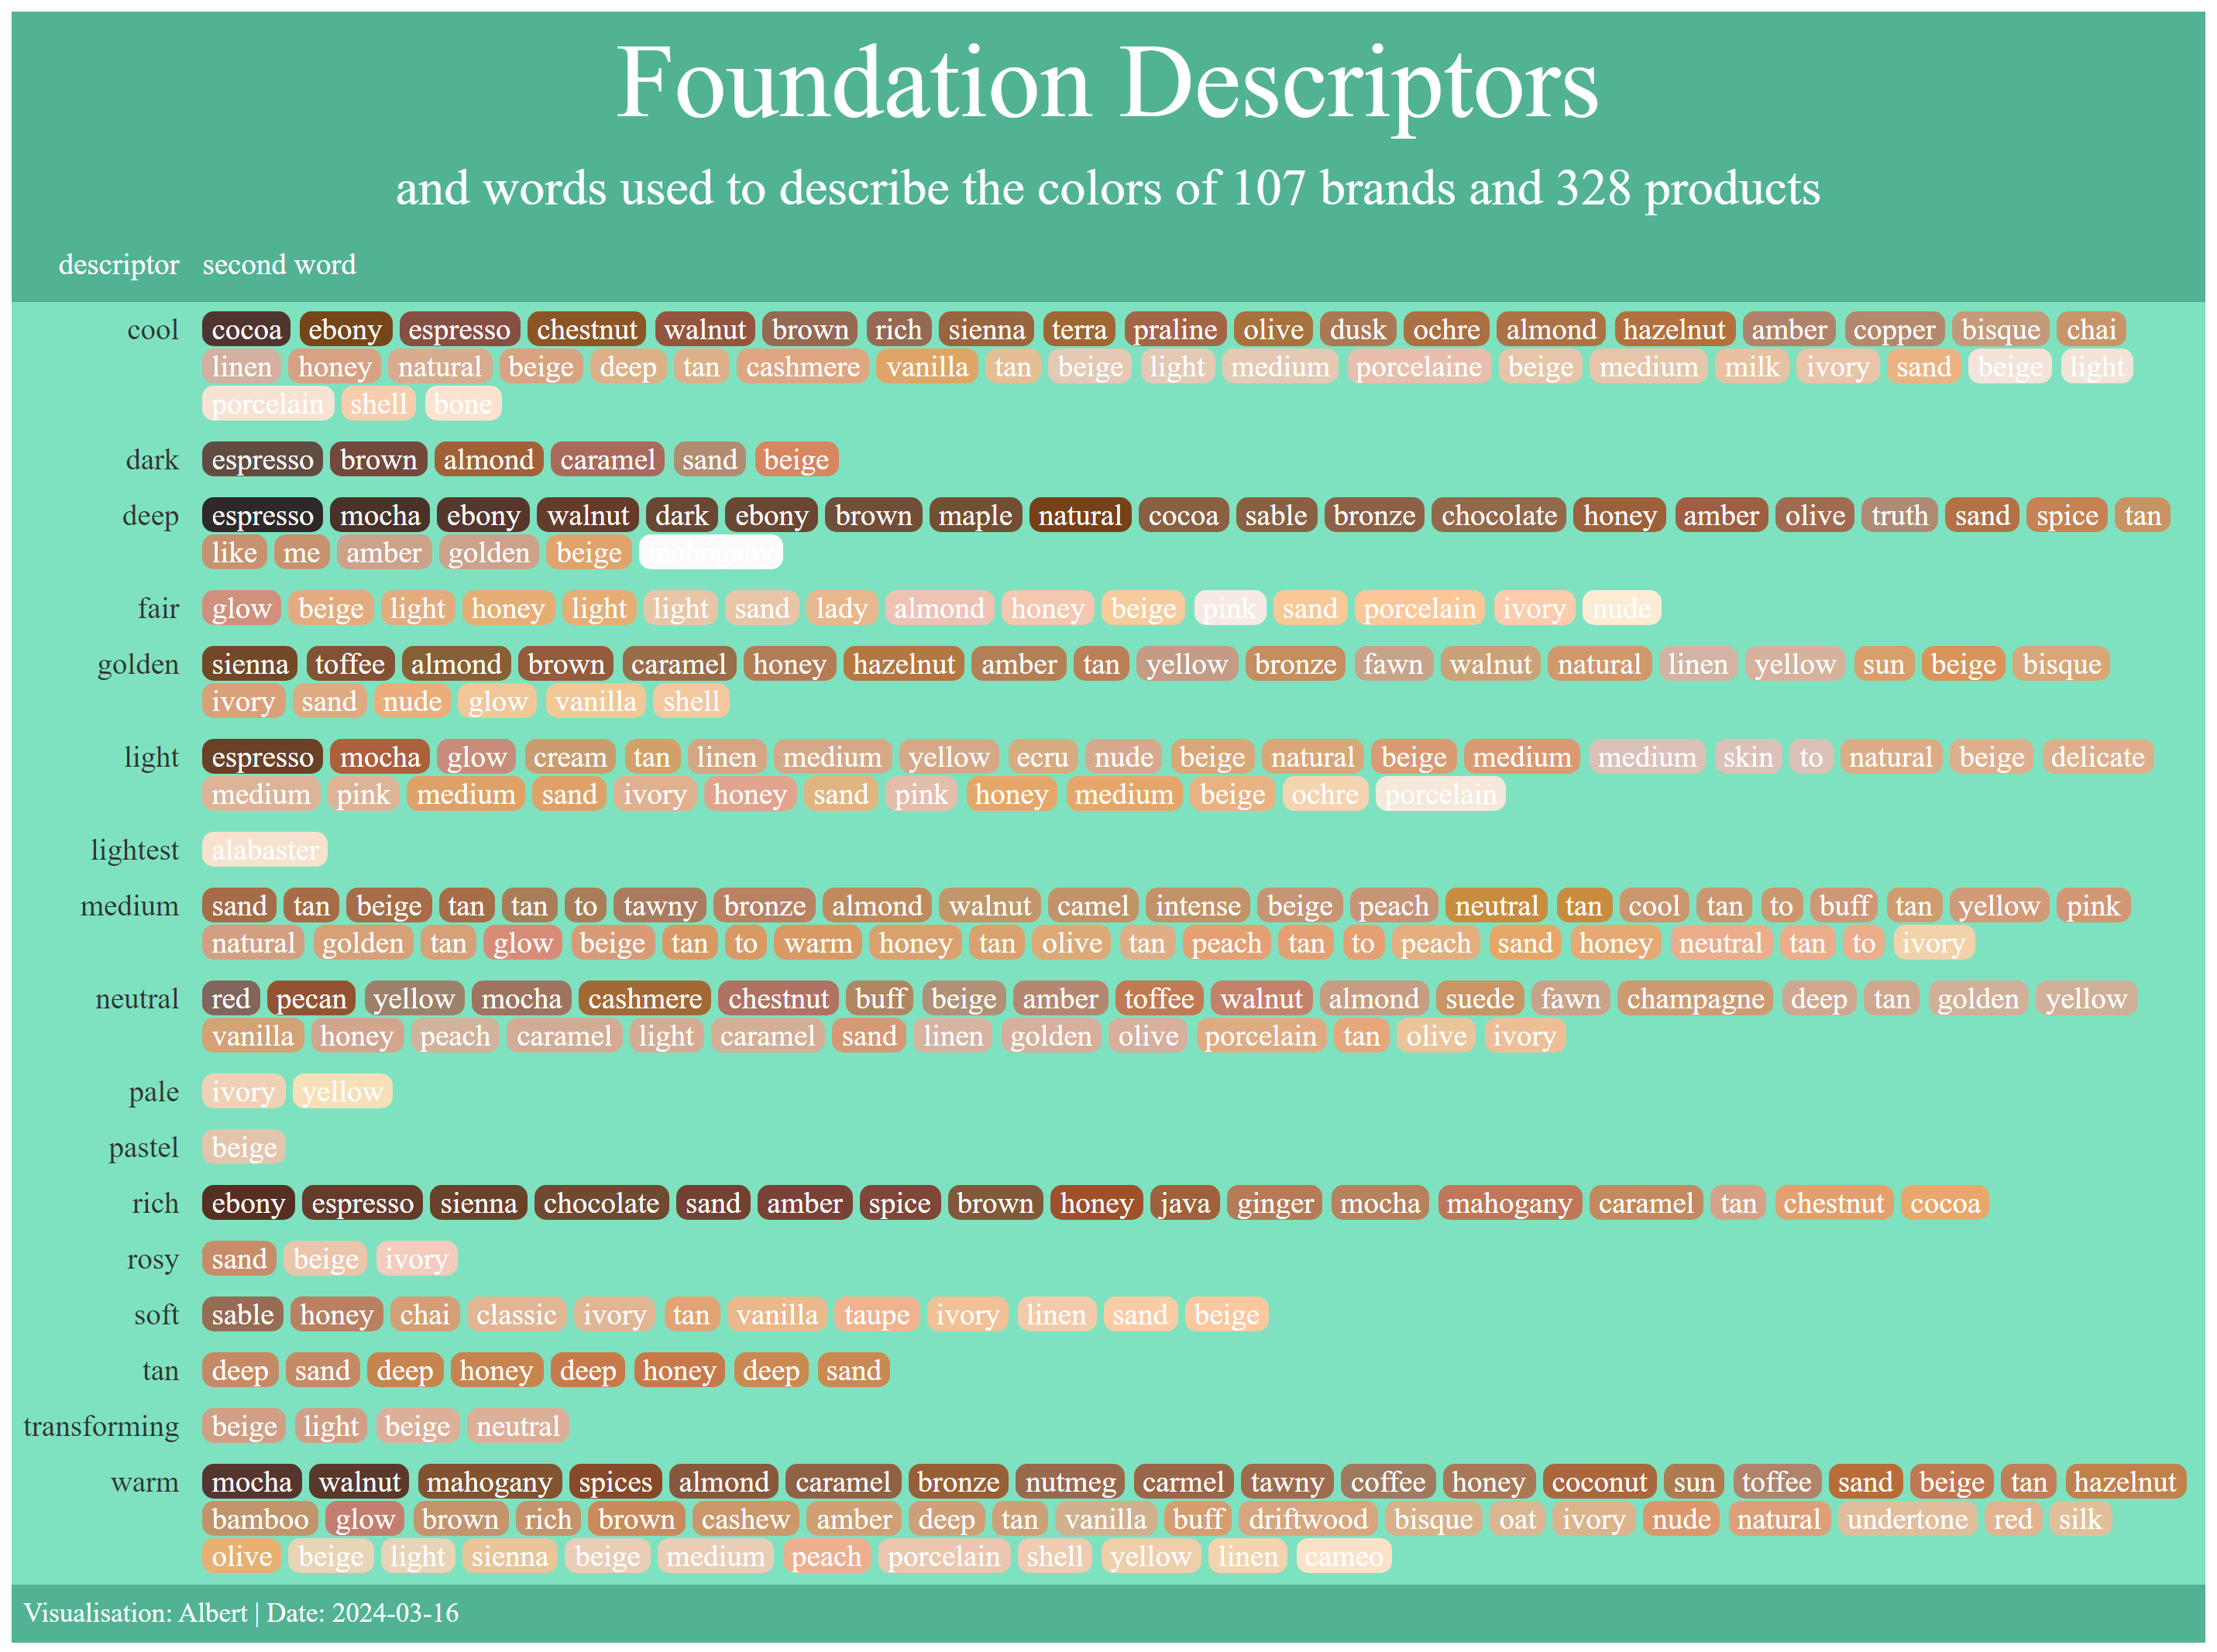 Foundation Descriptors
and words used to describe the colors of 107 brands and 328 products
descriptor second word
cool cocoa ebony espresso chestnut walnut brown rich sienna terra praline olive dusk ochre almond hazelnut amber copper bisque chai
linen honey natural beige deep tan cashmere vanilla tan beige light medium porcelaine beige medium milk ivory sand beige light
porcelain shell bone
dark espresso brown almond caramel sand beige
deep espresso mocha ebony walnut dark ebony brown maple natural cocoa sable bronze chocolate honey amber olive truth sand spice tan
like me amber golden beige mahogany
fair glow beige light honey light light sand lady almond honey beige pink sand porcelain ivory nude
golden sienna toffee almond brown caramel honey hazelnut amber tan yellow bronze fawn walnut natural linen yellow sun beige bisque
ivory sand nude glow vanilla shell
light espresso mocha glow cream tan linen medium yellow ecru nude beige natural beige medium medium skin to natural beige delicate
medium pink medium sand ivory honey sand pink honey medium beige ochre porcelain
lightest alabaster
medium sand tan beige tan tan to tawny bronze almond walnut camel intense beige peach neutral tan cool tan to buff tan yellow pink
natural golden tan glow beige tan to warm honey tan olive tan peach tan to peach sand honey neutral tan to ivory
neutral red pecan yellow mocha cashmere chestnut buff beige amber toffee walnut almond suede fawn champagne deep tan golden yellow
vanilla honey peach caramel light caramel sand linen golden olive porcelain tan olive ivory
pale ivory yellow
pastel beige
rich ebony espresso sienna chocolate sand amber spice brown honey java ginger mocha mahogany caramel tan chestnut cocoa
rosy sand beige ivory
soft sable honey chai classic ivory tan vanilla taupe ivory linen sand beige
tan deep sand deep honey deep honey deep sand
transforming beige light beige neutral
warm mocha walnut mahogany spices almond caramel bronze nutmeg carmel tawny coffee honey coconut sun toffee sand beige tan hazelnut
bamboo glow brown rich brown cashew amber deep tan vanilla buff driftwood bisque oat ivory nude natural undertone red silk
olive beige light sienna beige medium peach porcelain shell yellow linen cameo
Visualisation: Albert | Date: 2024-03-16